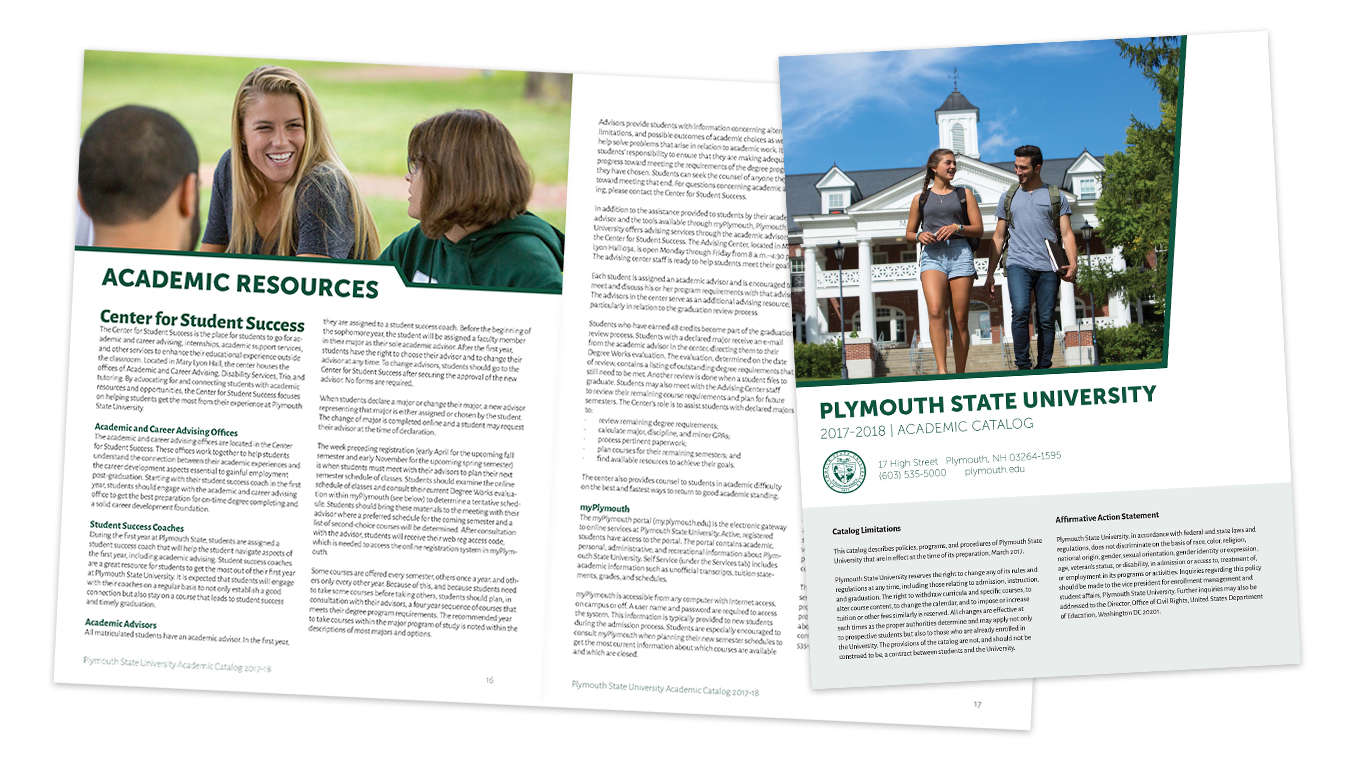 ACADEMIC RESOURCES
Center for Student Success
The Center for Student Success is the place for students to go for ac-
ademic and career advising, internships, academic support services,
and other services to enhance their educational experience outside
the classroom. Located in Mary Lyon Hall, the center houses the
offices of Academic and Career Advising, Disability Services, Trio, and
tutoring. By advocating for and connecting students with academic
resources and opportunities, the Center for Student Success focuses
on helping students get the most from their experience at Plymouth
State University.
Academic and Career Advising Offices
The academic and career advising offices are located in the Center
for Student Success. These offices work together to help students
understand the connection between their academic experiences and
the career development aspects essential to gainful employment
post-graduation. Starting with their student success coach in the first
year, students should engage with the academic and career advising
office to get the best preparation for on-time degree completing and
a solid career development foundation.
Student Success Coaches
During the first year at Plymouth State, students are assigned a
student success coach that will help the student navigate aspects of
the first year, including academic advising. Student success coaches
are a great resource for students to get the most out of their first year
at Plymouth State University. It is expected that students will engage
with their coaches on a regular basis to not only establish a good
connection but also stay on a course that leads to student success
and timely graduation.
Academic Advisors
All matriculated students have an academic advisor. In the first year,
they are assigned to a student success coach. Before the beginning of
the sophomore year, the student will be assigned a faculty member
in their major as their sole academic advisor. After the first year,
students have the right to choose their advisor and to change their
advisor at any time. To change advisors, students should go to the
Center for Student Success after securing the approval of the new
advisor. No forms are required.
When students declare a major or change their major, a new advisor
representing that major is either assigned or chosen by the student.
The change of major is completed online and a student may request
their advisor at the time of declaration.
The week preceding registration (early April for the upcoming fall
semester and early November for the upcoming spring semester)
is when students must meet with their advisors to plan their next
semester schedule of classes. Students should examine the online
schedule of classes and consult their current Degree Works evalua-
tion within myPlymouth (see below) to determine a tentative sched-
ule. Students should bring these materials to the meeting with their
advisor where a preferred schedule for the coming semester and a
list of second-choice courses will be determined. After consultation
with the advisor, students will receive their web reg access code,
which is needed to access the online registration system in myPlym-
outh.
Some courses are offered every semester, others once a year, and oth-
ers only every other year. Because of this, and because students need
to take some courses before taking others, students should plan, in
consultation with their advisors, a four year sequence of courses that
meets their degree program requirements. The recommended year
to take courses within the major program of study is noted within the
descriptions of most majors and options.
Plymouth State University Academic Catalog 2017-18
16
Advisors provide students with information concerning alter
limitations, and possible outcomes of academic choices as we
help solve problems that arise in relation to academic work. It
students' responsibility to ensure that they are making adequa
progress toward meeting the requirements of the degree prog
they have chosen. Students can seek the counsel of anyone the
toward meeting that end. For questions concerning academic a
ing, please contact the Center for Student Success.
In addition to the assistance provided to students by their acade
advisor and the tools available through myPlymouth, Plymouth
University offers advising services through the academic advisor
the Center for Student Success. The Advising Center, located in M
Lyon Hall 034, is open Monday through Friday from 8 a.m.–4:30 p
The advising center staff is ready to help students meet their goal
Each student is assigned an academic advisor and is encouraged to
meet and discuss his or her program requirements with that advis
The advisors in the center serve as an additional advising resource,
particularly in relation to the graduation review process.
Students who have earned 48 credits become part of the graduation
review process. Students with a declared major receive an e-mail
from the academic advisor in the center, directing them to their
Degree Works evaluation. The evaluation, determined on the date
of review, contains a listing of outstanding degree requirements that
still need to be met. Another review is done when a student files to
graduate. Students may also meet with the Advising Center staff
to review their remaining course requirements and plan for future
semesters. The Center's role is to assist students with declared majors
to:
· review remaining degree requirements;
· calculate major, discipline, and minor GPAs;
· process pertinent paperwork;
· plan courses for their remaining semesters; and
· find available resources to achieve their goals.
The center also provides counsel to students in academic difficulty
on the best and fastest ways to return to good academic standing.
myPlymouth
The myPlymouth portal (my.plymouth.edu) is the electronic gateway
to online services at Plymouth State University. Active, registered
students have access to the portal. The portal contains academic,
personal, administrative, and recreational information about Plym-
outh State University. Self Service (under the Services tab) includes
academic information such as unofficial transcripts, tuition state-
ments, grades, and schedules.
myPlymouth is accessible from any computer with Internet access,
on campus or off. A user name and password are required to access
the system. This information is typically provided to new students
during the admission process. Students are especially encouraged to
consult myPlymouth when planning their new semester schedules to
get the most current information about which courses are available
and which are closed.
Plymouth State University Academic Catalog 2017-18
17
PLYMOUTH STATE UNIVERSITY
2017-2018 | ACADEMIC CATALOG
17 High Street Plymouth, NH 03264-1595
(603) 535-5000 plymouth.edu
Catalog Limitations
This catalog describes policies, programs, and procedures of Plymouth State
University that are in effect at the time of its preparation, March 2017.
Plymouth State University reserves the right to change any of its rules and
regulations at any time, including those relating to admission, instruction,
and graduation. The right to withdraw curricula and specific courses, to
alter course content, to change the calendar, and to impose or increase
tuition or other fees similarly is reserved. All changes are effective at
such times as the proper authorities determine and may apply not only
to prospective students but also to those who are already enrolled in
the University. The provisions of the catalog are not, and should not be
construed to be, a contract between students and the University.
Affirmative Action Statement
Plymouth State University, in accordance with federal and state laws and
regulations, does not discriminate on the basis of race, color, religion,
national origin, gender, sexual orientation, gender identity or expression,
age, veterans status, or disability, in admission or access to, treatment of,
or employment in its programs or activities. Inquiries regarding this policy
should be made to the vice president for enrollment management and
student affairs, Plymouth State University. Further inquiries may also be
addressed to the Director, Office of Civil Rights, United States Department
of Education, Washington DC 20201.